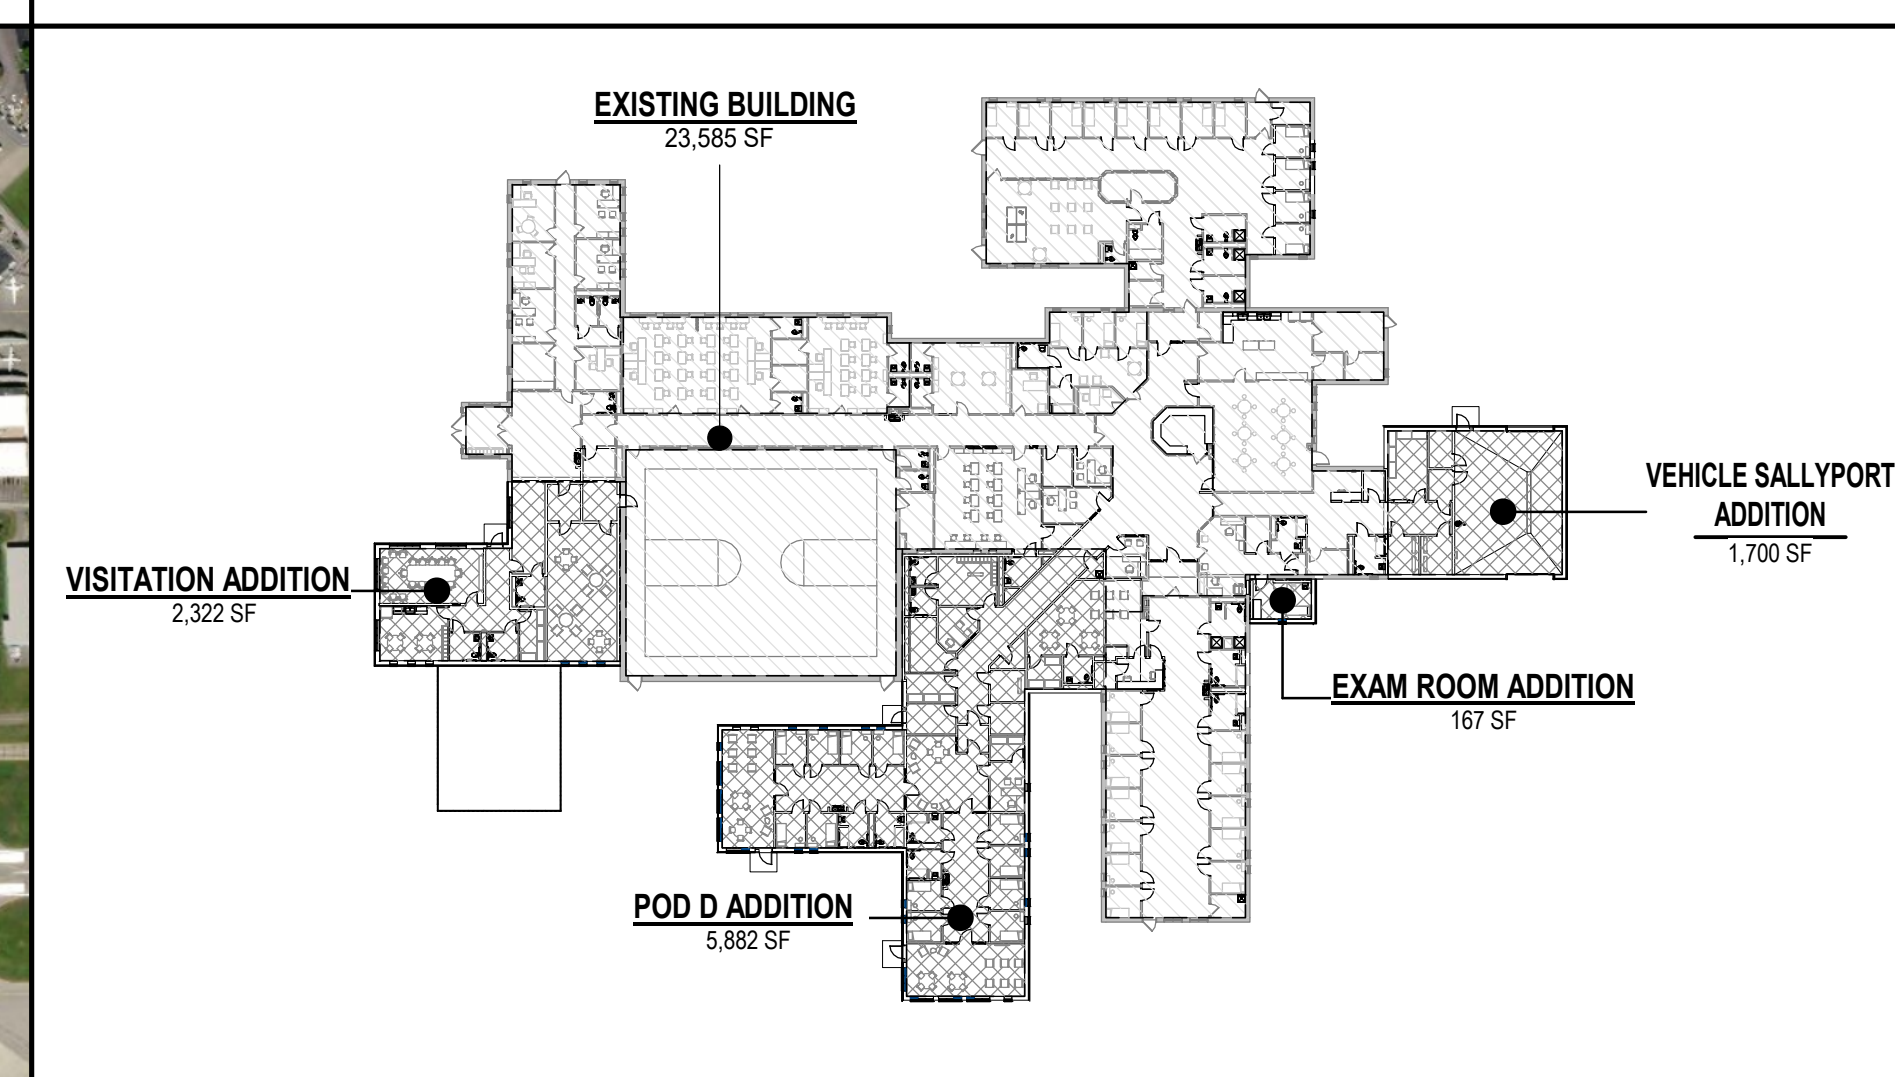 EXISTING BUILDING
23,585 SF
VEHICLE SALLYPORT
ADDITION
1,700 SF
VISITATION ADDITION
2,322 SF
EXAM ROOM ADDITION
167 SF
POD D ADDITION
5,882 SF